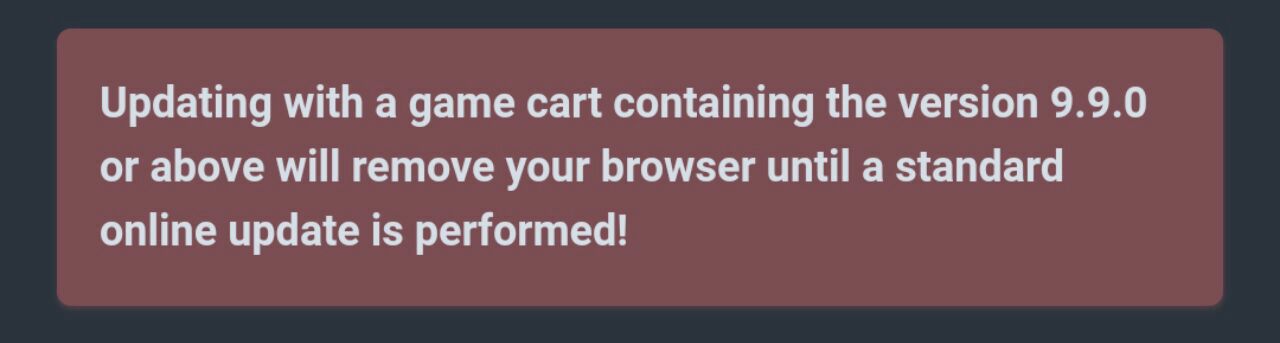 Updating with a game cart containing the version 9.9.0
or above will remove your browser until a standard
online update is performed!